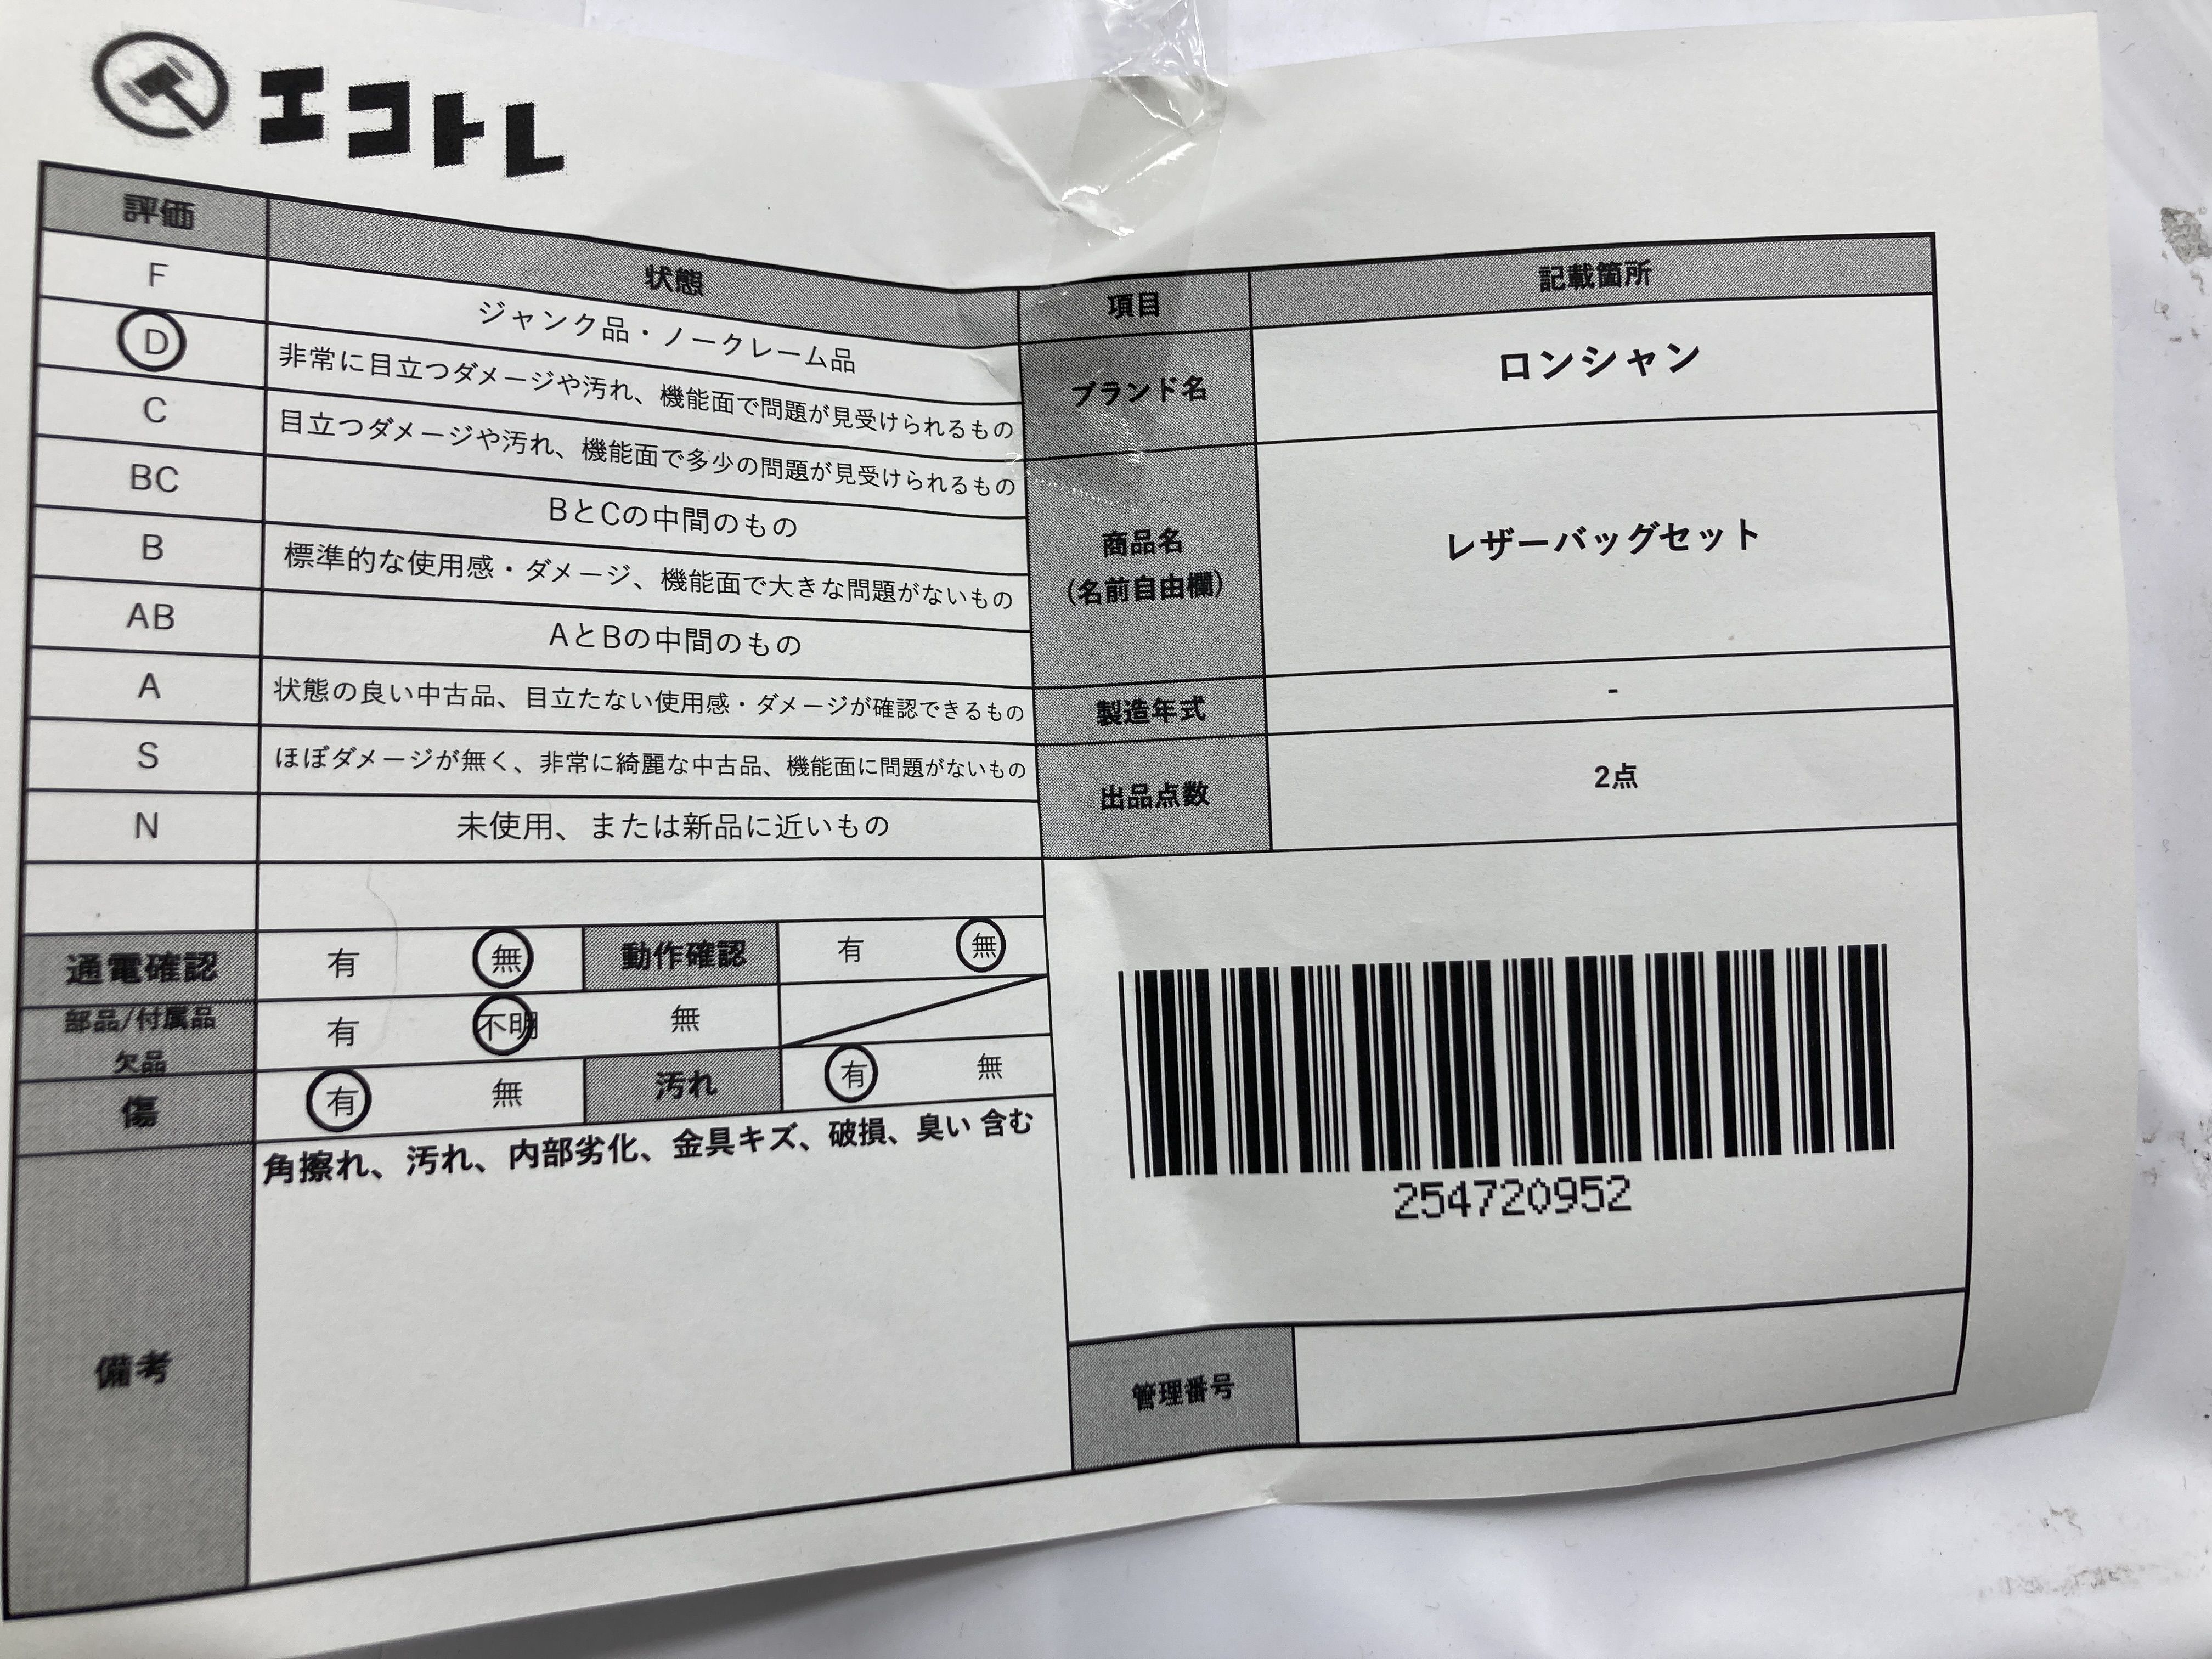 エコトレ
評価 状態
F ジャンク品・ノークレーム品
D 非常に目立つダメージや汚れ、機能面で問題が見受けられるもの
C 目立つダメージや汚れ、機能面で多少の問題が見受けられるもの
BC BとCの中間のもの
B 標準的な使用感・ダメージ、機能面で大きな問題がないもの
AB AとBの中間のもの
A 状態の良い中古品、目立たない使用感・ダメージが確認できるもの
S ほぼダメージが無く、非常に綺麗な中古品、機能面に問題がないもの
N 未使用、または新品に近いもの
通電確認 有 無 動作確認 有 無
部品/付属品
欠品 有 不明 無
傷 有 無 汚れ 有 無
備考 角擦れ、汚れ、内部劣化、金具キズ、破損、臭い 含む
項目 記載箇所
ブランド名 ロンシャン
商品名
(名前自由欄) レザーバッグセット
製造年式 -
出品点数 2点
254720952
管理番号